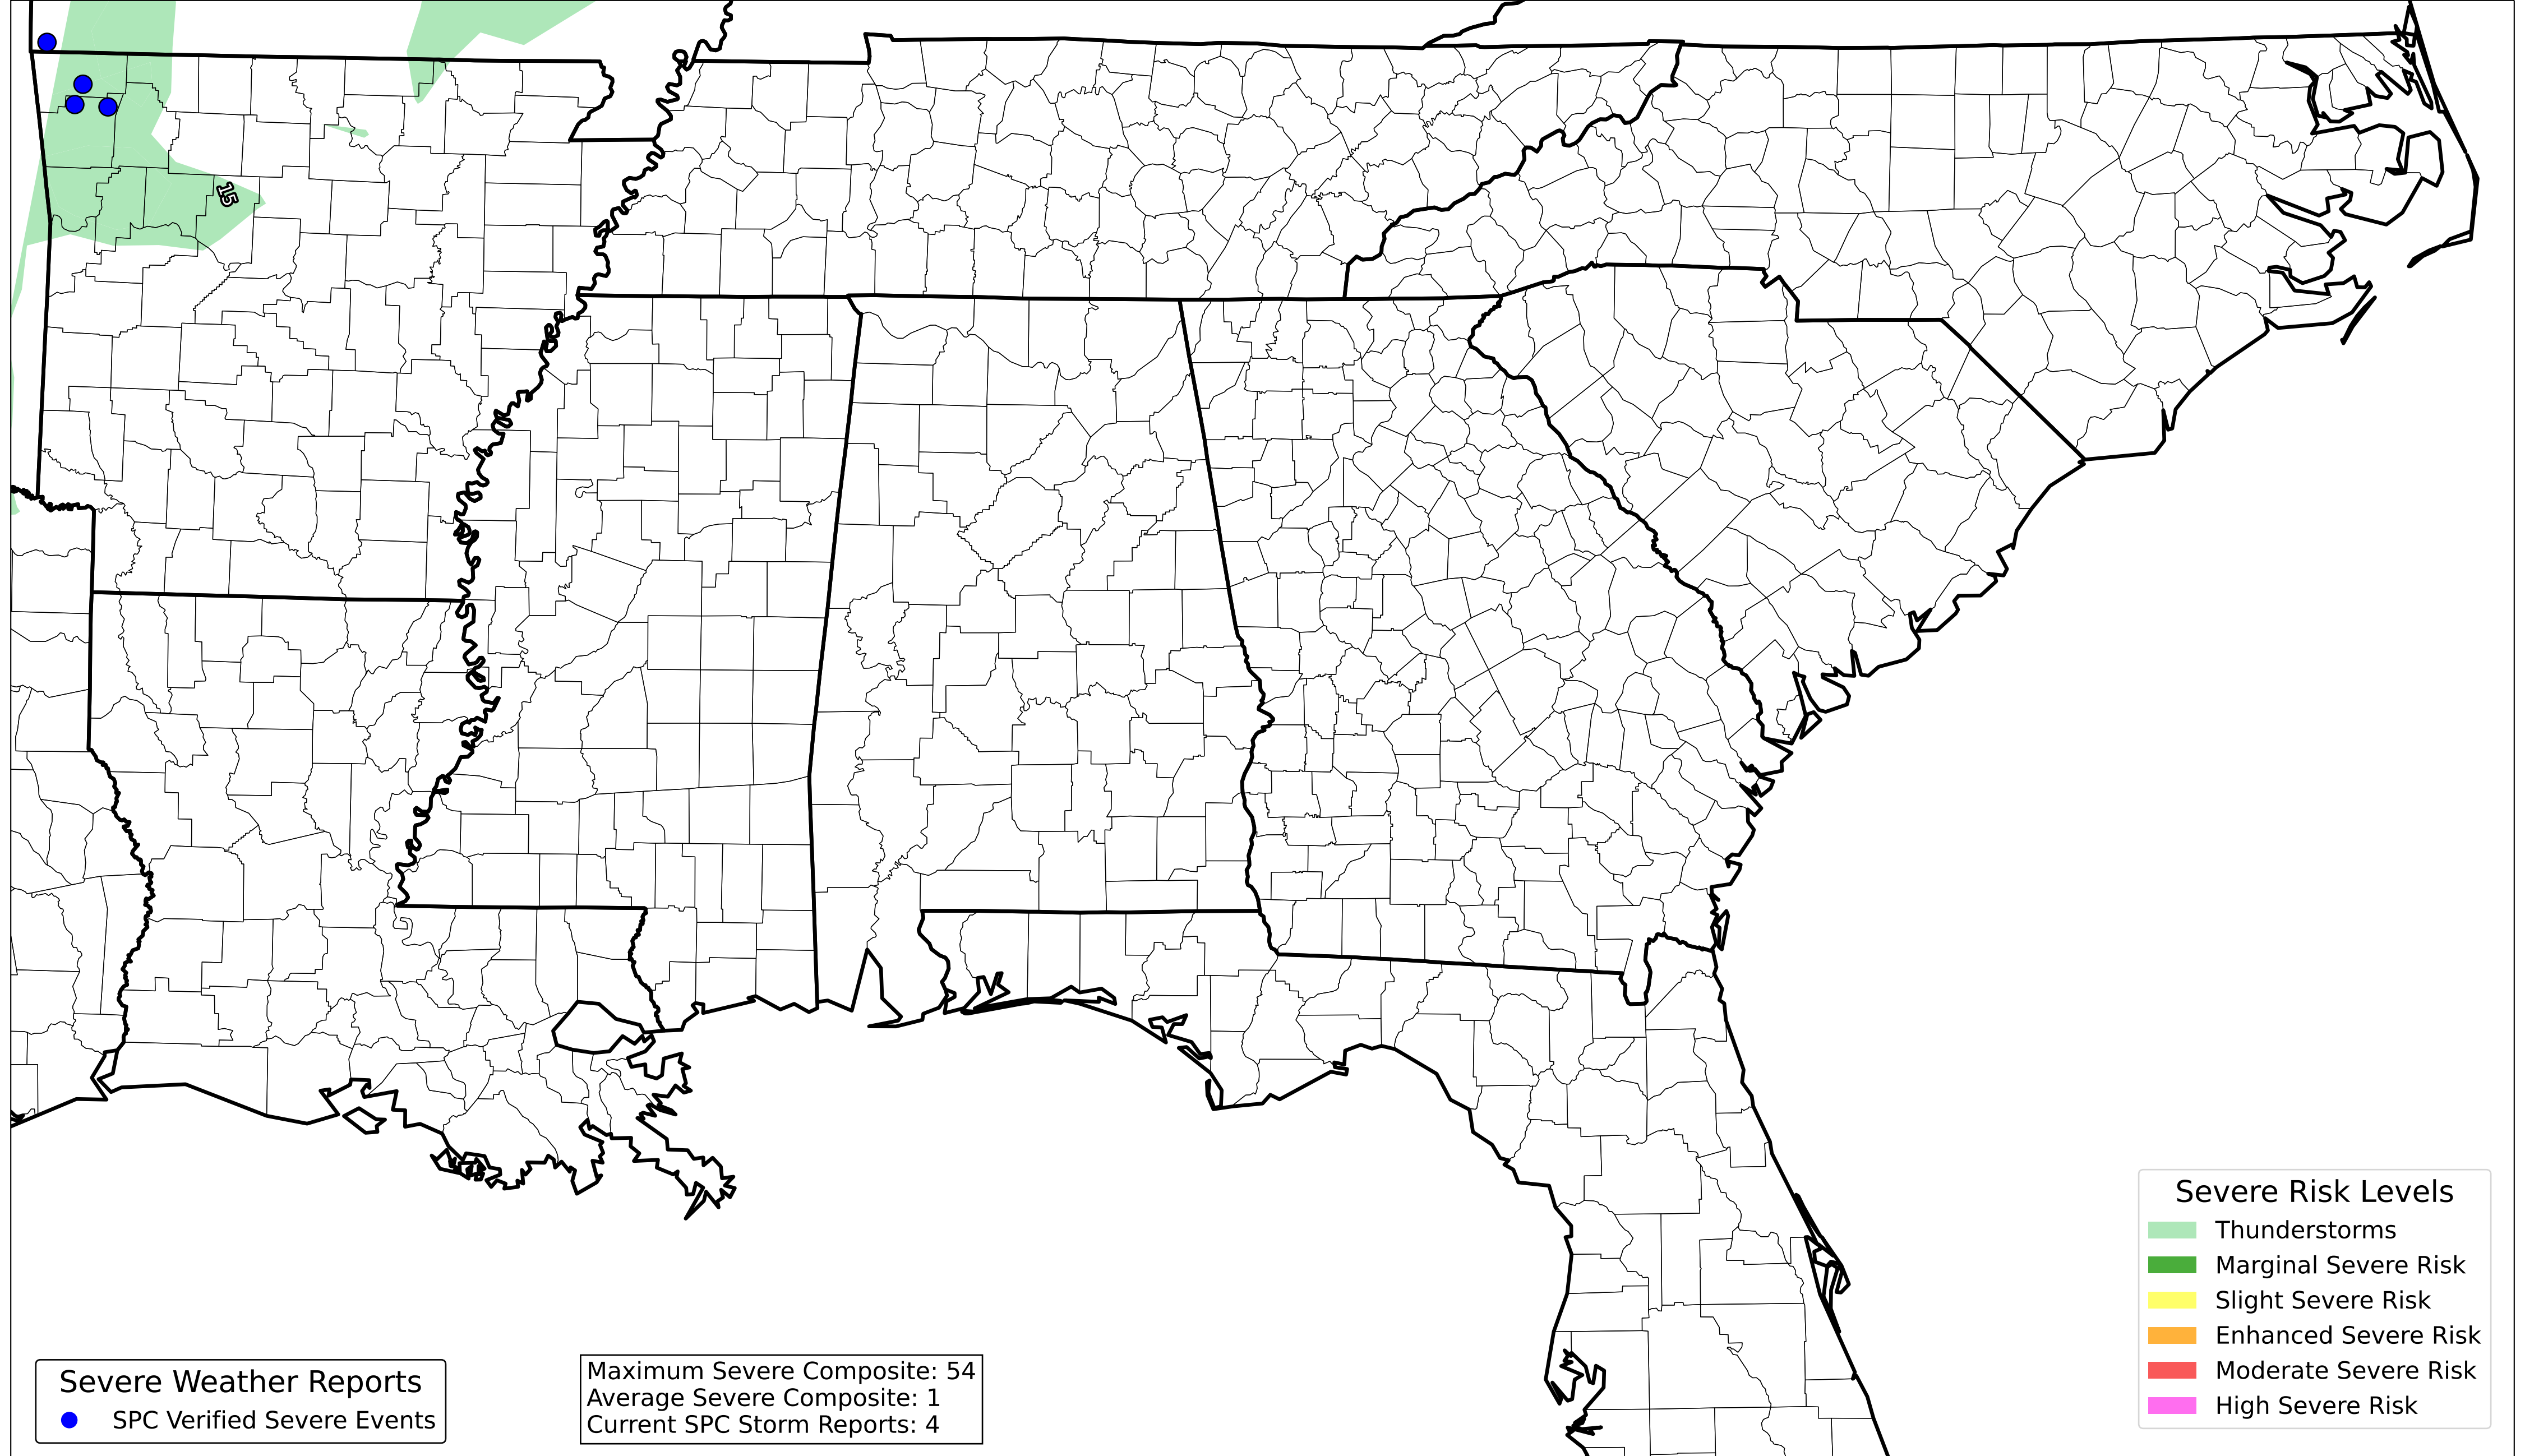 15
Severe Risk Levels
Thunderstorms
Marginal Severe Risk
Slight Severe Risk
Enhanced Severe Risk
Moderate Severe Risk
High Severe Risk
Severe Weather Reports
SPC Verified Severe Events
Maximum Severe Composite: 54
Average Severe Composite: 1
Current SPC Storm Reports: 4